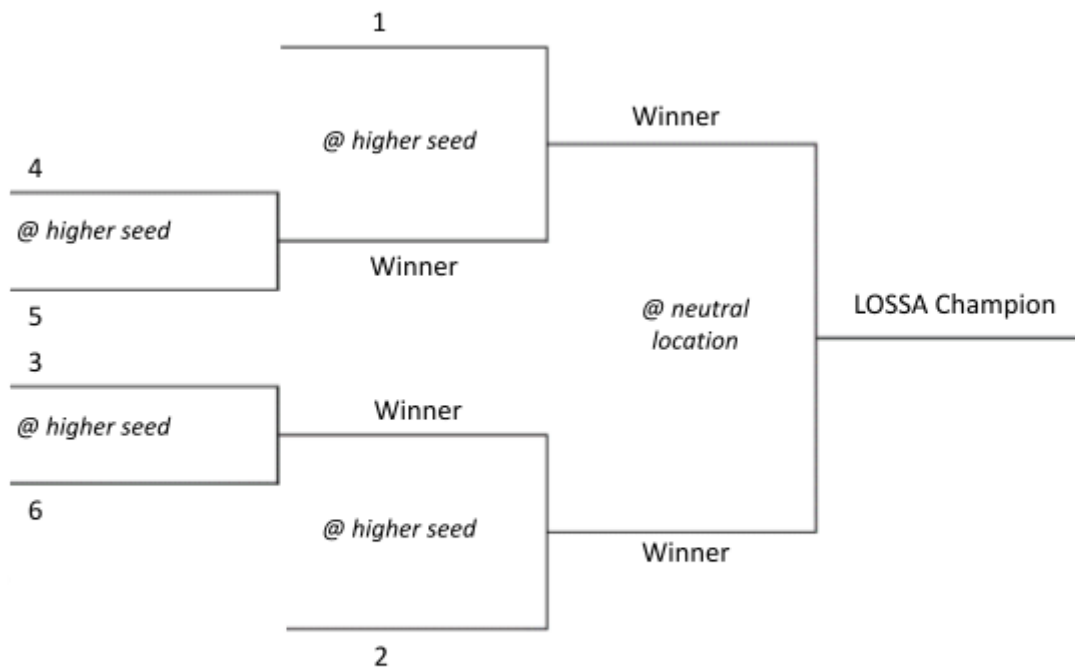 1
@ higher seed
Winner
4
@ higher seed
Winner
5
@ neutral
location
LOSSA Champion
3
@ higher seed
Winner
6
@ higher seed
Winner
2